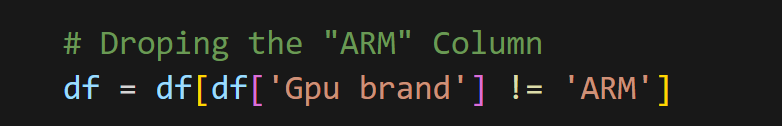 # Droping the "ARM" Column
df = df[df['Gpu brand'] != 'ARM']